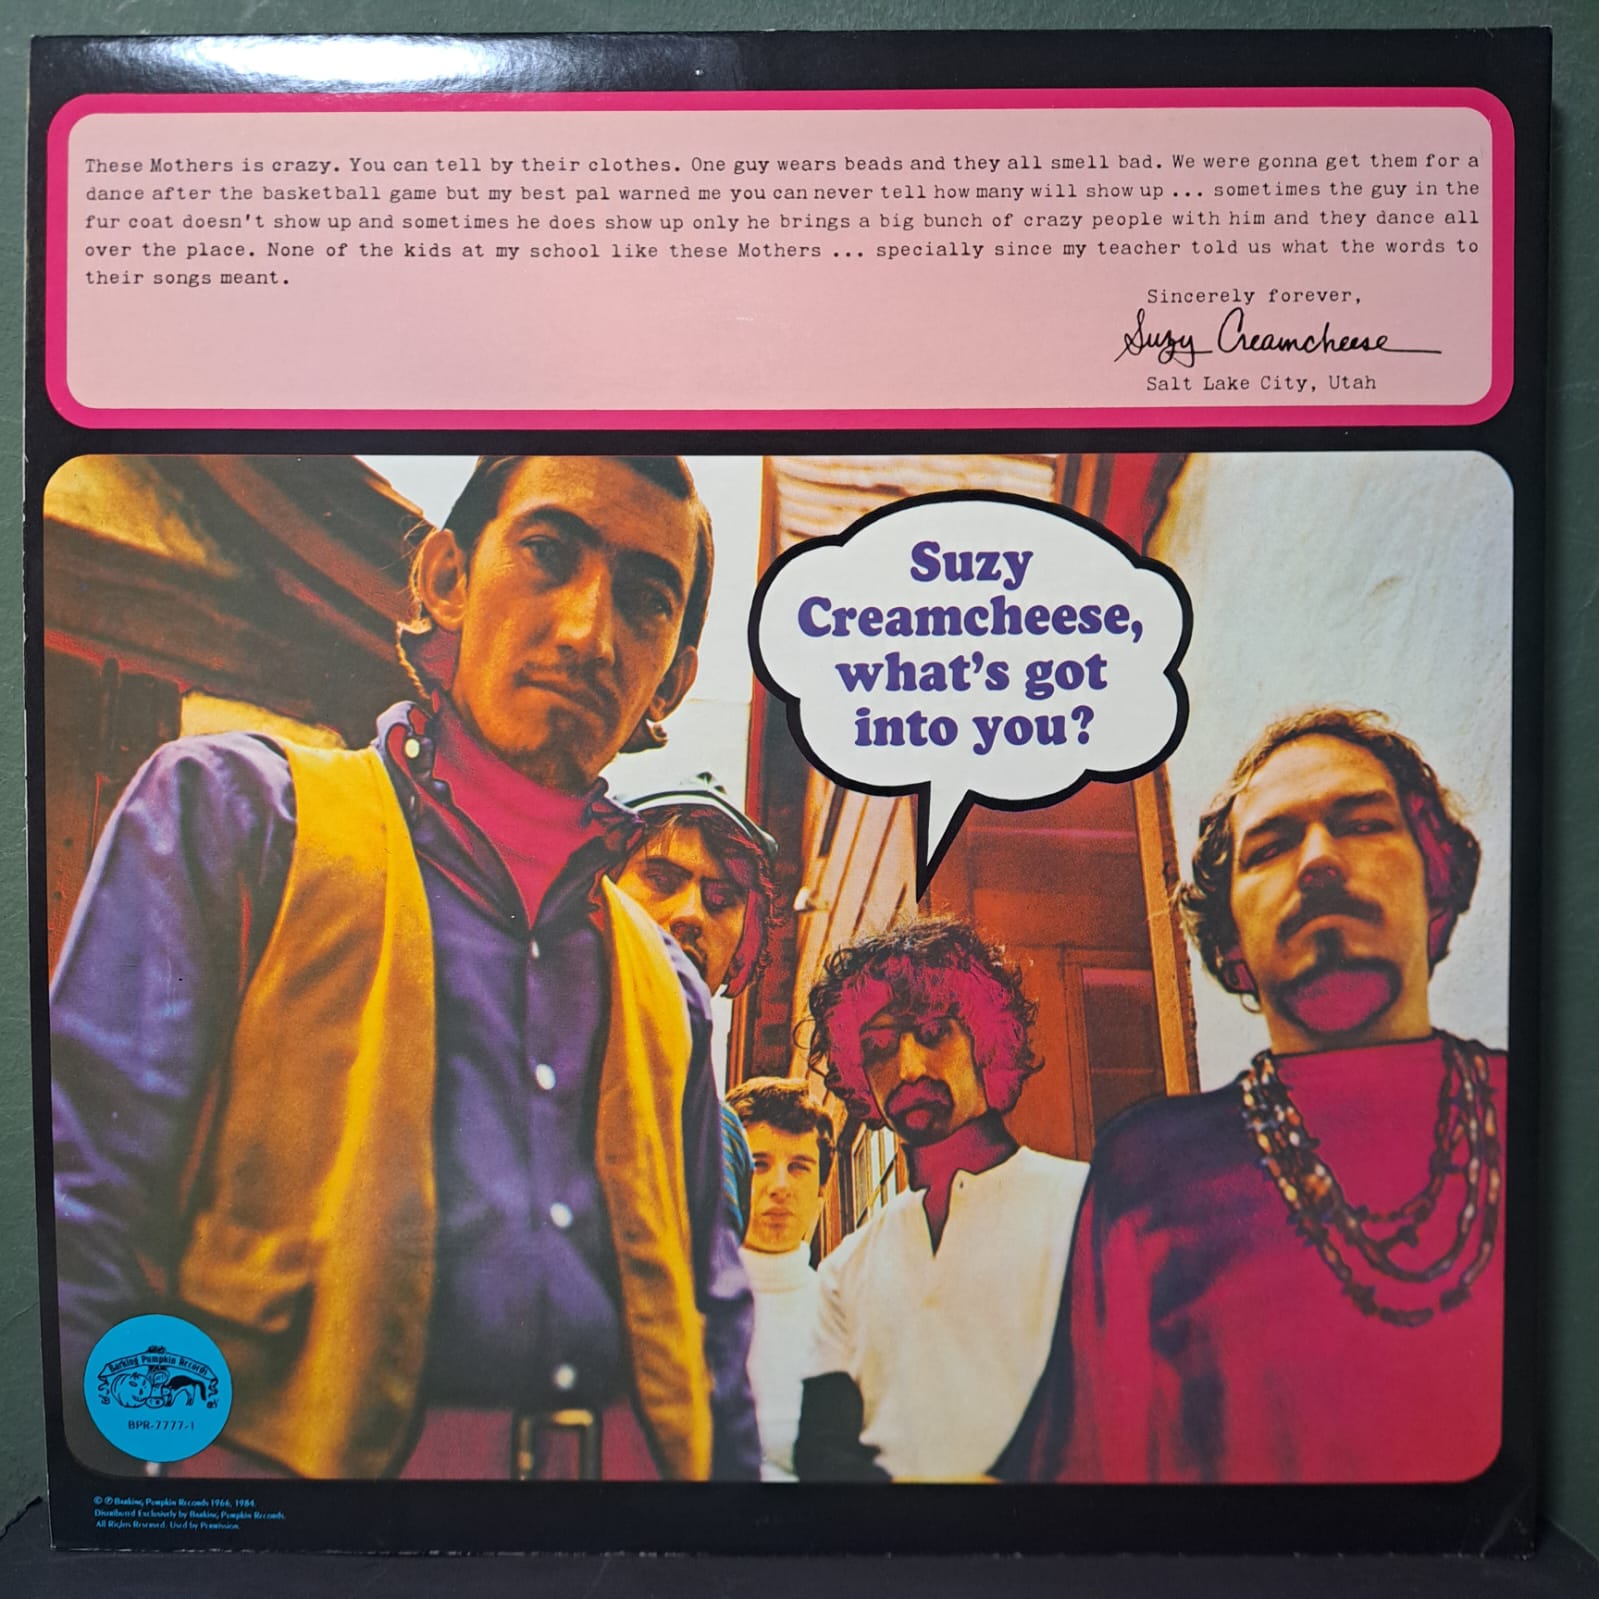 These Mothers is crazy. You can tell by their clothes. One guy wears beads and they all smell bad. We were gonna get them for a
dance after the basketball game but my best pal warned me you can never tell how many will show up ... sometimes the guy in the
fur coat doesn't show up and sometimes he does show up only he brings a big bunch of crazy people with him and they dance all
over the place. None of the kids at my school like these Mothers ... specially since my teacher told us what the words to
their songs meant.
Sincerely forever,
Suzy Creamcheese
Salt Lake City, Utah
Suzy
Creamcheese,
what's got
into you?
Barking Pumpkin Records
BPR-7777-1
© ℗ Barking Pumpkin Records 1966, 1984.
Distributed Exclusively by Barking Pumpkin Records.
All Rights Reserved. Used by Permission.